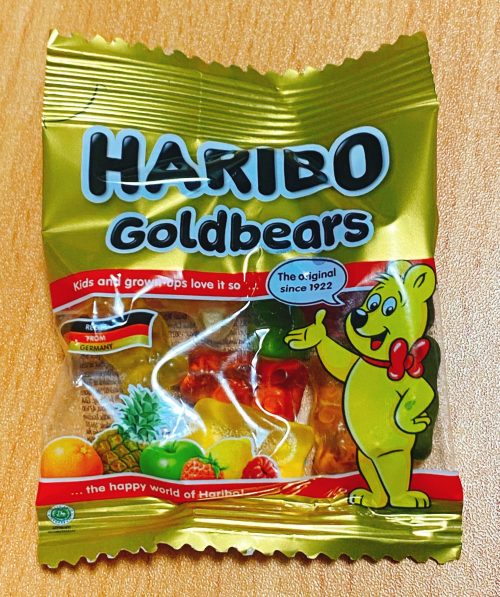 HARIBO
Goldbears
Kids and grown-ups love it so
The original
since 1922
FROM
GERMANY
... the happy world of Haribo!